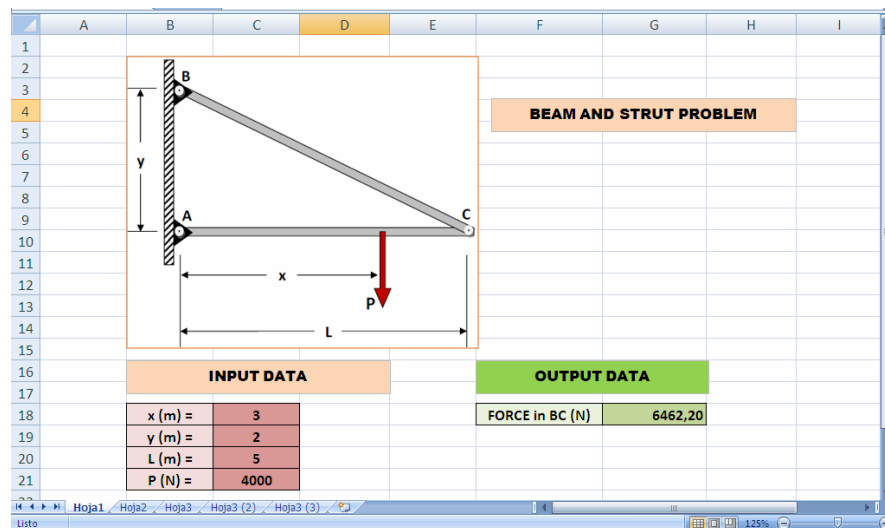 A B C D E F G H I
1
2
3
4
5
6
7
8
9
10
11
12
13
14
15
16
17
18
19
20
21
B
BEAM AND STRUT PROBLEM
y
A
C
x
P
L
INPUT DATA
OUTPUT DATA
x (m) = 3
FORCE in BC (N) 6462,20
y (m) = 2
L (m) = 5
P (N) = 4000
Hoja1 Hoja2 Hoja3 Hoja3 (2) Hoja3 (3)
Listo
125%